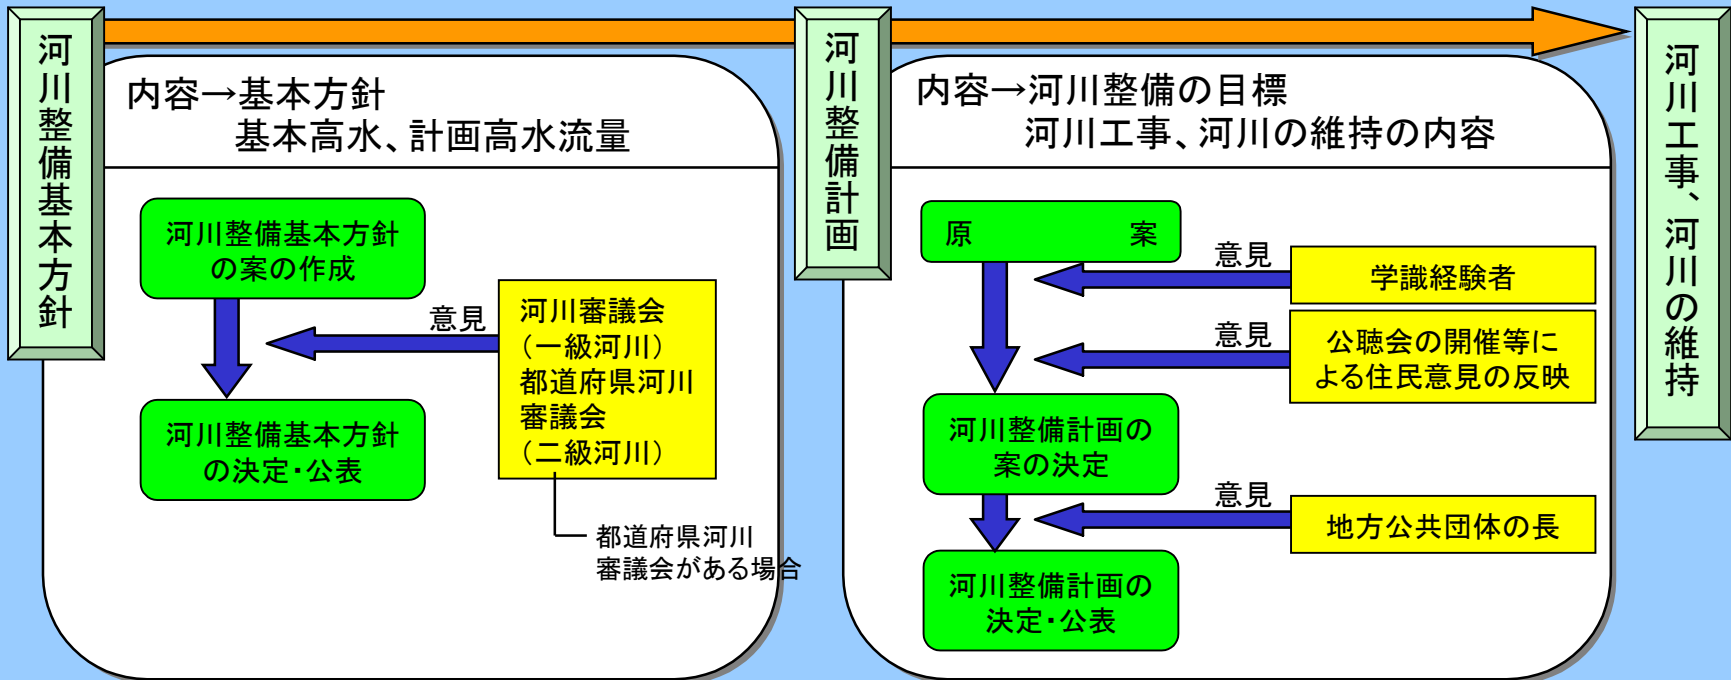 河川整備基本方針
内容→基本方針
基本高水、計画高水流量
河川整備基本方針
の案の作成
意見
河川審議会
（一級河川）
都道府県河川
審議会
（二級河川）
河川整備基本方針
の決定・公表
都道府県河川
審議会がある場合
河川整備計画
内容→河川整備の目標
河川工事、河川の維持の内容
原　　　　　案
意見
学識経験者
意見
公聴会の開催等に
よる住民意見の反映
河川整備計画の
案の決定
意見
地方公共団体の長
河川整備計画の
決定・公表
河川工事、河川の維持